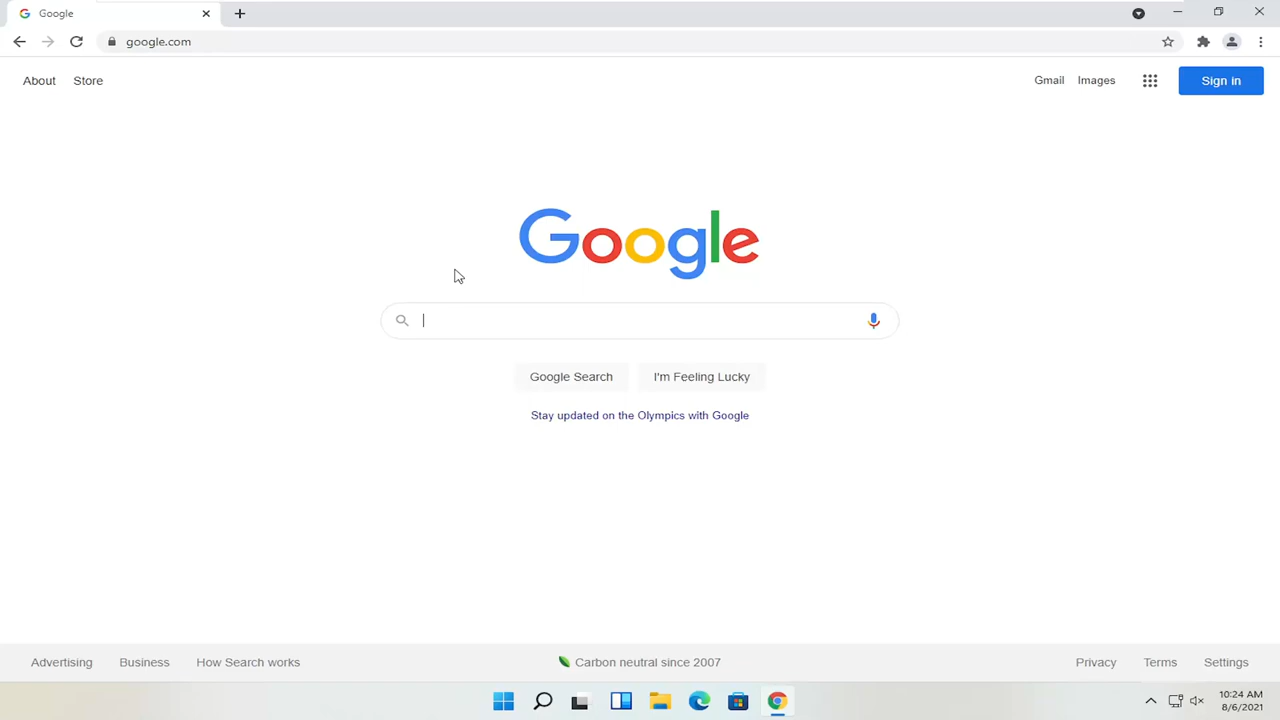 Google
google.com
About Store
Gmail Images Sign in
Google
Google Search I'm Feeling Lucky
Stay updated on the Olympics with Google
Advertising Business How Search works
Carbon neutral since 2007
Privacy Terms Settings
10:24 AM
8/6/2021